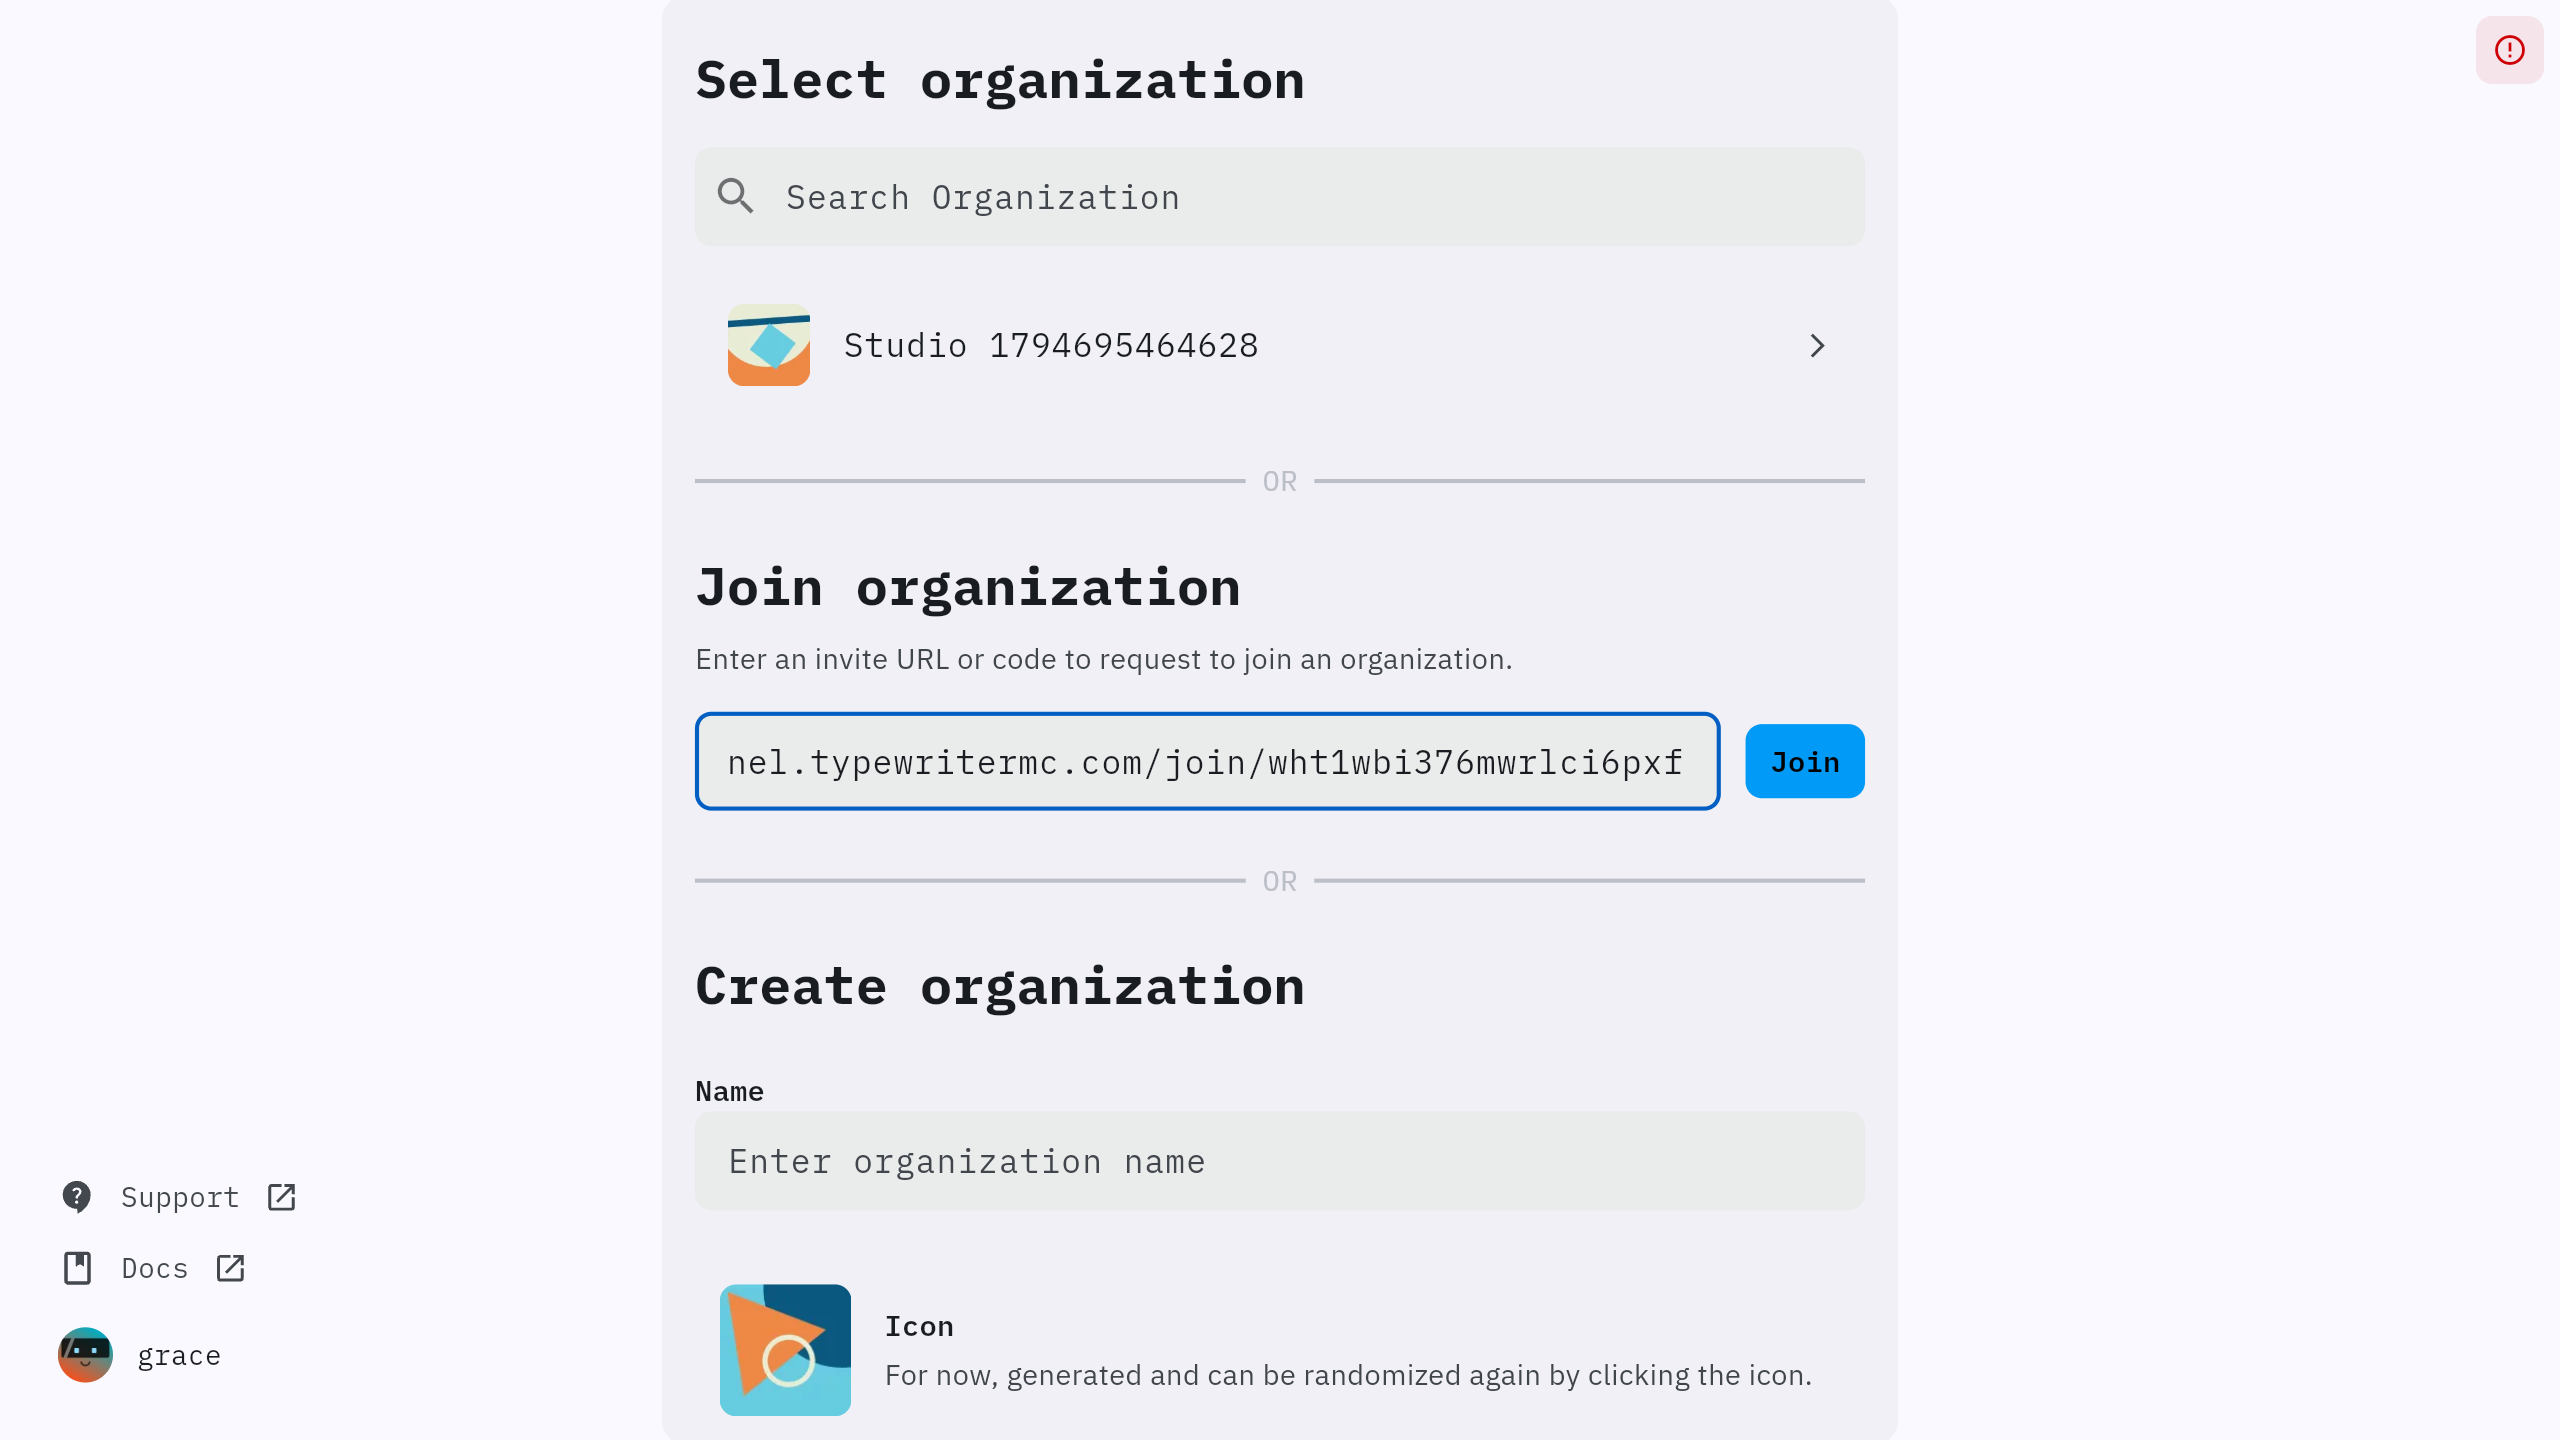 Select organization
Search Organization
Studio 1794695464628
OR
Join organization
Enter an invite URL or code to request to join an organization.
nel.typewritermc.com/join/wht1wbi376mwrlci6pxf
Join
OR
Create organization
Name
Enter organization name
Icon
For now, generated and can be randomized again by clicking the icon.
Support
Docs
grace